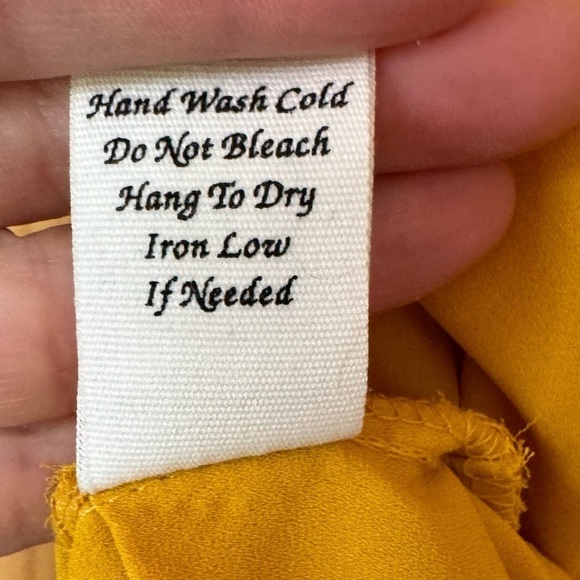 Hand Wash Cold
Do Not Bleach
Hang To Dry
Iron Low
If Needed